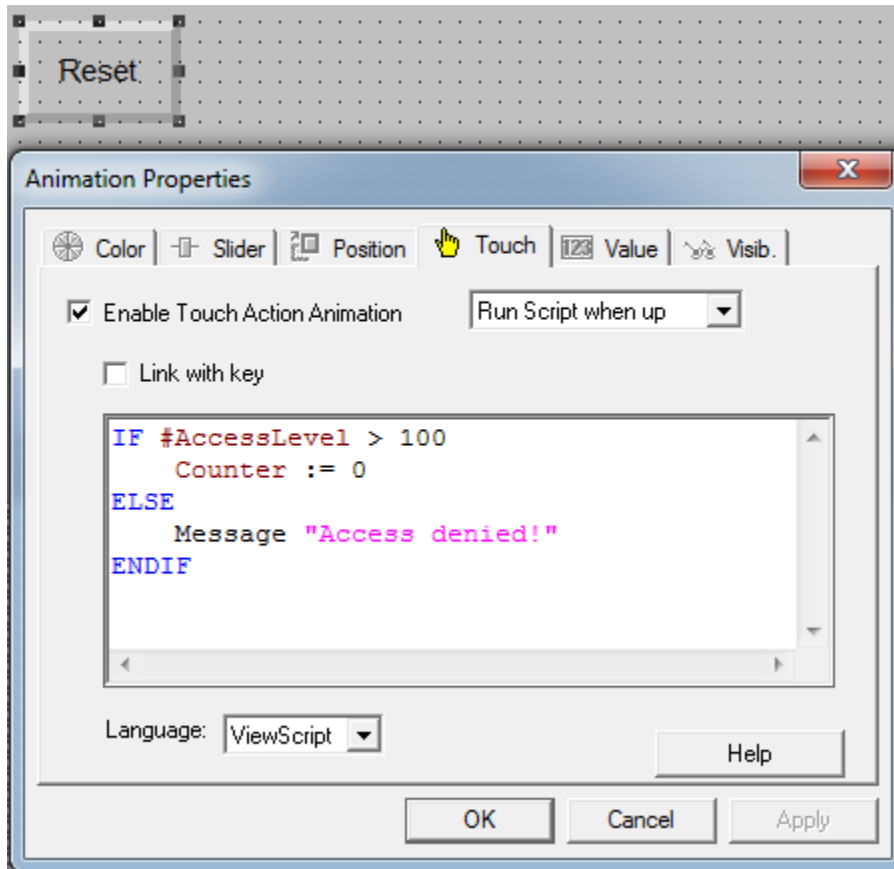 Reset
Animation Properties
Color Slider Position Touch 123 Value Visib.
Enable Touch Action Animation Run Script when up
Link with key
IF #AccessLevel > 100
    Counter := 0
ELSE
    Message "Access denied!"
ENDIF
Language: ViewScript
Help
OK Cancel Apply